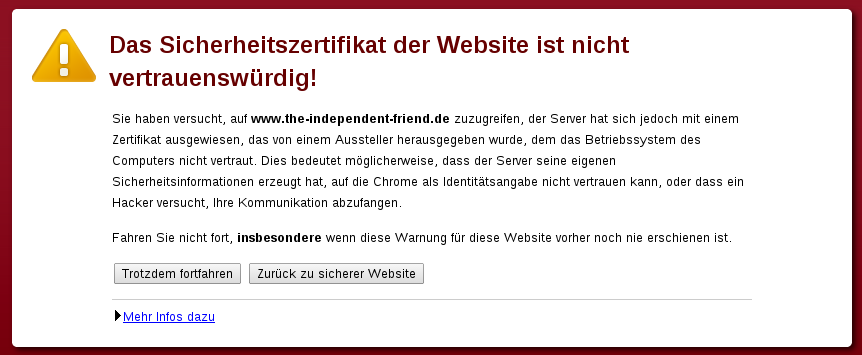 Das Sicherheitszertifikat der Website ist nicht
vertrauenswürdig!
Sie haben versucht, auf www.the-independent-friend.de zuzugreifen, der Server hat sich jedoch mit einem
Zertifikat ausgewiesen, das von einem Aussteller herausgegeben wurde, dem das Betriebssystem des
Computers nicht vertraut. Dies bedeutet möglicherweise, dass der Server seine eigenen
Sicherheitsinformationen erzeugt hat, auf die Chrome als Identitätsangabe nicht vertrauen kann, oder dass ein
Hacker versucht, Ihre Kommunikation abzufangen.
Fahren Sie nicht fort, insbesondere wenn diese Warnung für diese Website vorher noch nie erschienen ist.
Trotzdem fortfahren Zurück zu sicherer Website
Mehr Infos dazu